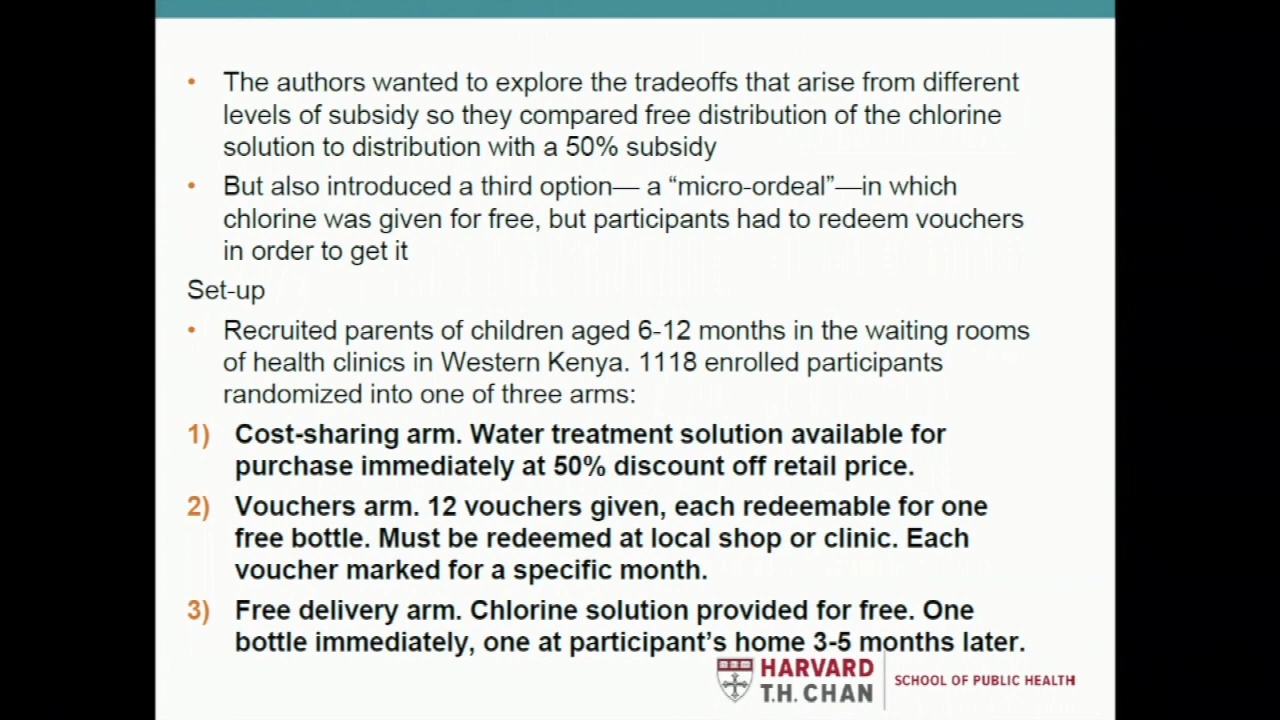 • The authors wanted to explore the tradeoffs that arise from different
levels of subsidy so they compared free distribution of the chlorine
solution to distribution with a 50% subsidy
• But also introduced a third option— a “micro-ordeal”—in which
chlorine was given for free, but participants had to redeem vouchers
in order to get it
Set-up
• Recruited parents of children aged 6-12 months in the waiting rooms
of health clinics in Western Kenya. 1118 enrolled participants
randomized into one of three arms:
1) Cost-sharing arm. Water treatment solution available for
purchase immediately at 50% discount off retail price.
2) Vouchers arm. 12 vouchers given, each redeemable for one
free bottle. Must be redeemed at local shop or clinic. Each
voucher marked for a specific month.
3) Free delivery arm. Chlorine solution provided for free. One
bottle immediately, one at participant’s home 3-5 months later.
HARVARD
T.H. CHAN
SCHOOL OF PUBLIC HEALTH